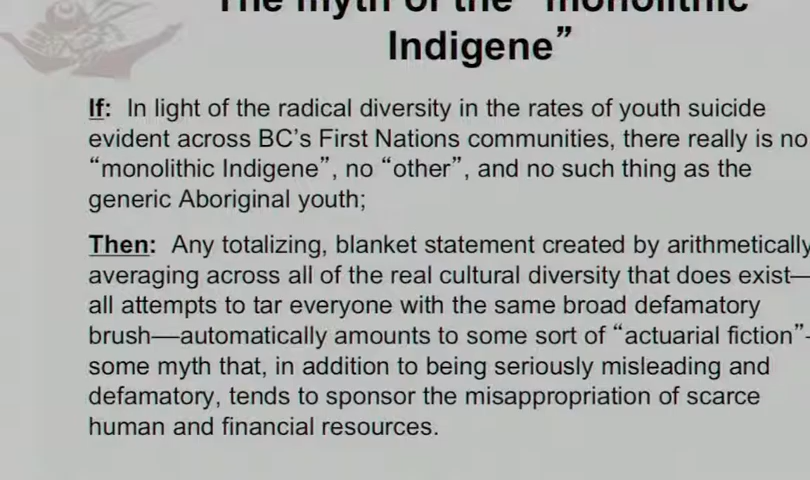 The myth of the "monolithic
Indigene"
If: In light of the radical diversity in the rates of youth suicide
evident across BC's First Nations communities, there really is no
“monolithic Indigene”, no “other”, and no such thing as the
generic Aboriginal youth;
Then: Any totalizing, blanket statement created by arithmetically
averaging across all of the real cultural diversity that does exist—
all attempts to tar everyone with the same broad defamatory
brush—automatically amounts to some sort of “actuarial fiction”-
some myth that, in addition to being seriously misleading and
defamatory, tends to sponsor the misappropriation of scarce
human and financial resources.